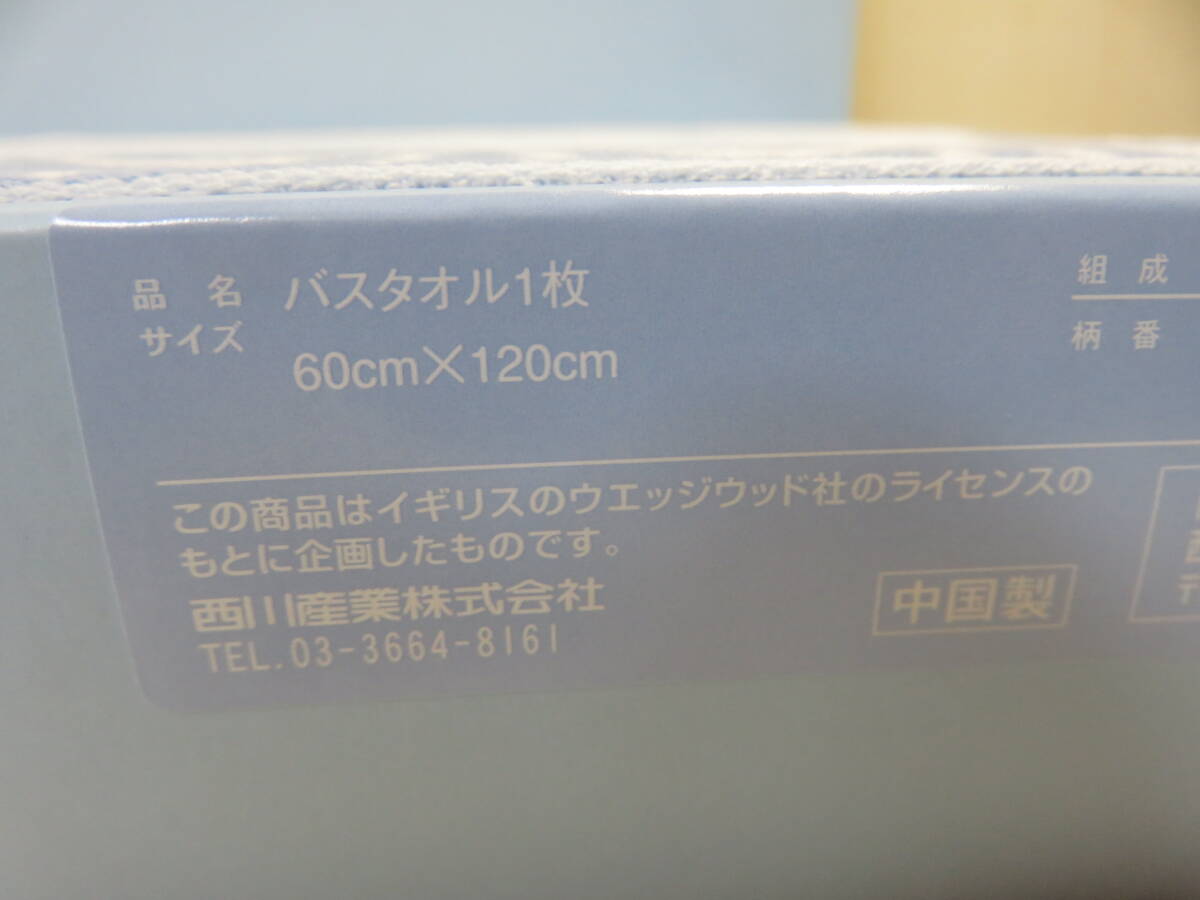 品名 バスタオル1枚
サイズ 60cm×120cm
組成
柄番
この商品はイギリスのウエッジウッド社のライセンスの
もとに企画したものです。
西川産業株式会社
TEL.03-3664-8161
中国製